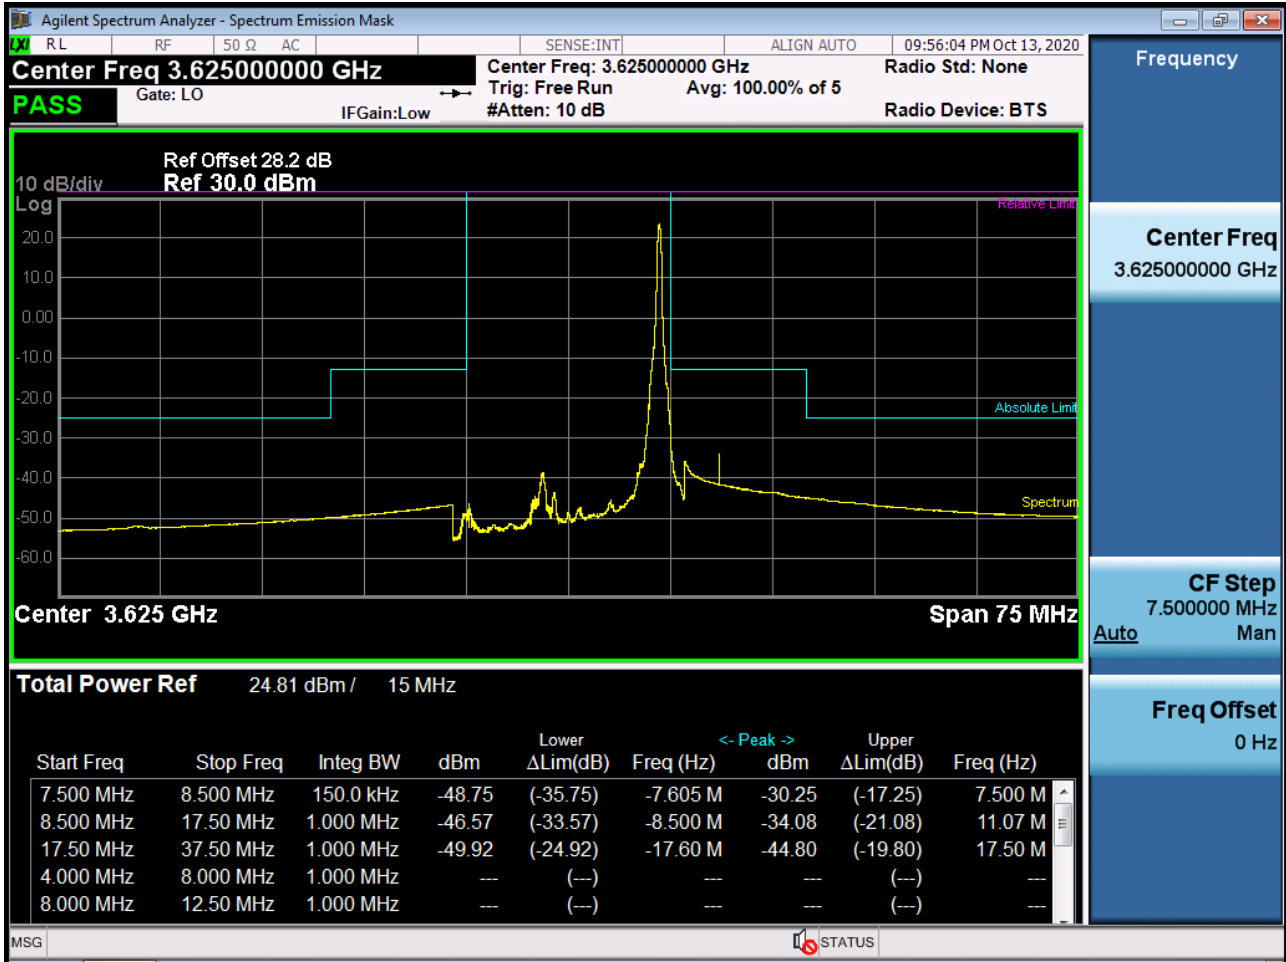 Agilent Spectrum Analyzer - Spectrum Emission Mask
LXI RL RF 50 Ω AC SENSE:INT ALIGN AUTO 09:56:04 PM Oct 13, 2020
Center Freq 3.625000000 GHz Center Freq: 3.625000000 GHz Radio Std: None
PASS Gate: LO Trig: Free Run Avg: 100.00% of 5
IFGain:Low #Atten: 10 dB Radio Device: BTS
Ref Offset 28.2 dB
10 dB/div Ref 30.0 dBm
Log
Relative Limit
20.0
10.0
0.00
-10.0
-20.0
Absolute Limit
-30.0
-40.0
Spectrum
-50.0
-60.0
Center 3.625 GHz Span 75 MHz
Total Power Ref 24.81 dBm / 15 MHz
Lower <- Peak -> Upper
Start Freq Stop Freq Integ BW dBm ΔLim(dB) Freq (Hz) dBm ΔLim(dB) Freq (Hz)
7.500 MHz 8.500 MHz 150.0 kHz -48.75 (-35.75) -7.605 M -30.25 (-17.25) 7.500 M
8.500 MHz 17.50 MHz 1.000 MHz -46.57 (-33.57) -8.500 M -34.08 (-21.08) 11.07 M
17.50 MHz 37.50 MHz 1.000 MHz -49.92 (-24.92) -17.60 M -44.80 (-19.80) 17.50 M
4.000 MHz 8.000 MHz 1.000 MHz --- (---) --- --- (---) ---
8.000 MHz 12.50 MHz 1.000 MHz --- (---) --- --- (---) ---
MSG STATUS
Frequency
Center Freq
3.625000000 GHz
CF Step
7.500000 MHz
Auto Man
Freq Offset
0 Hz